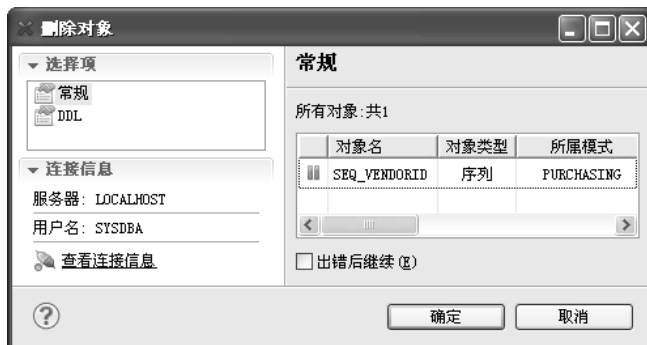 删除对象
选择项
常规
DDL
连接信息
服务器: LOCALHOST
用户名: SYSDBA
查看连接信息
常规
所有对象:共1
对象名 对象类型 所属模式
SEQ_VENDORID 序列 PURCHASING
出错后继续(E)
确定 取消